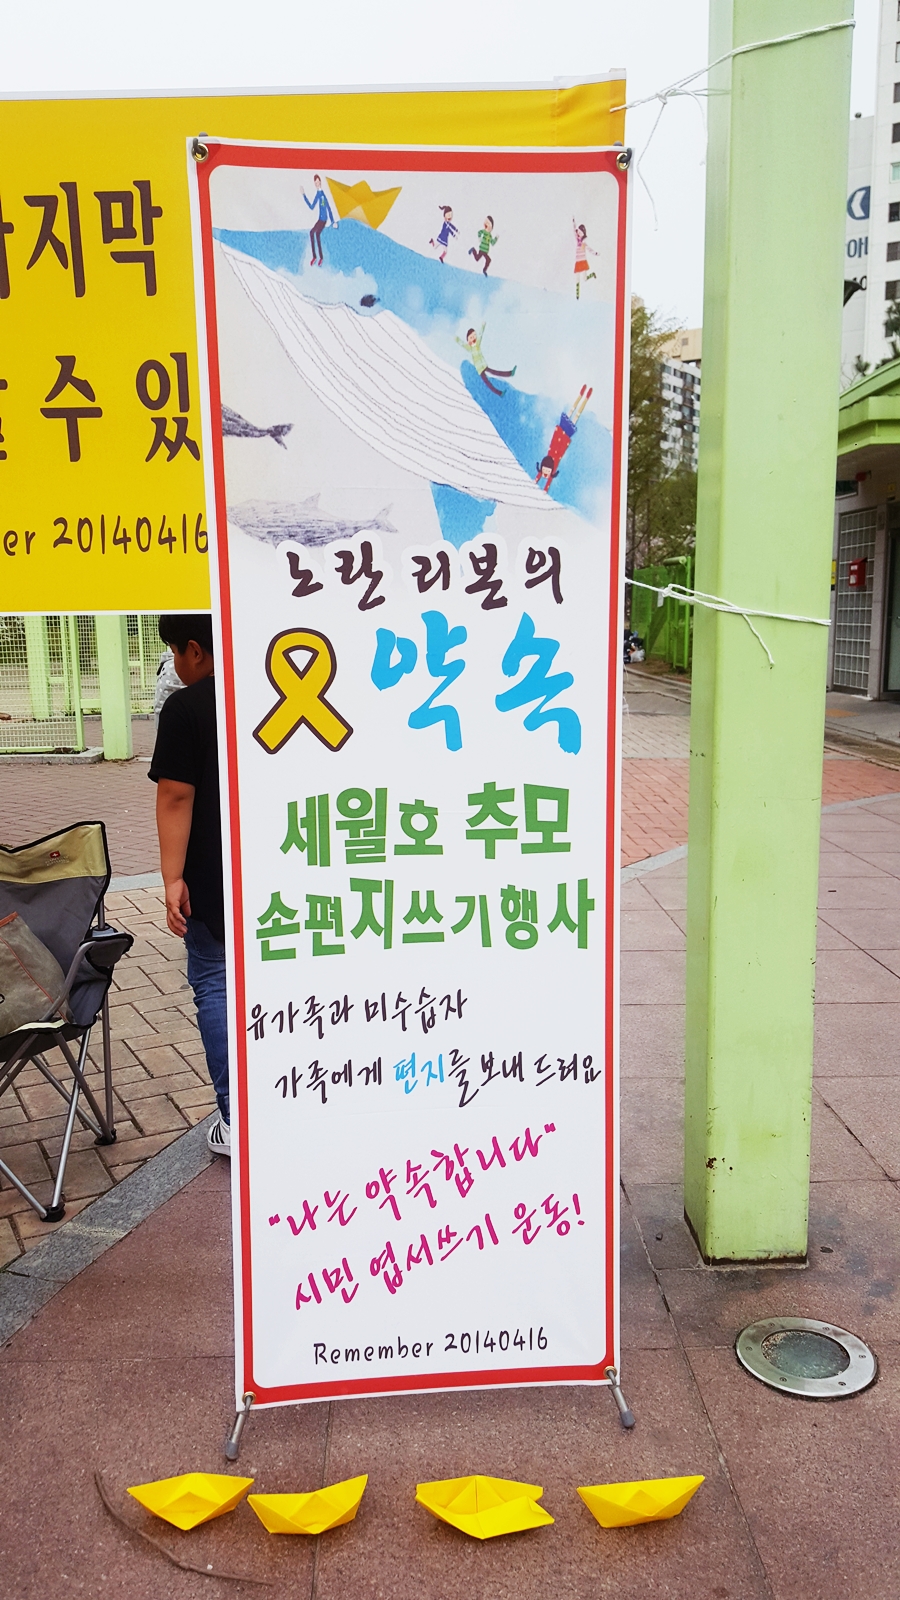 지막
수 있
er 20140416
노란 리본의
약속
세월호 추모
손편지쓰기행사
유가족과 미수습자
가족에게 편지를 보내 드려요
"나는 약속합니다"
시민 엽서쓰기 운동!
Remember 20140416